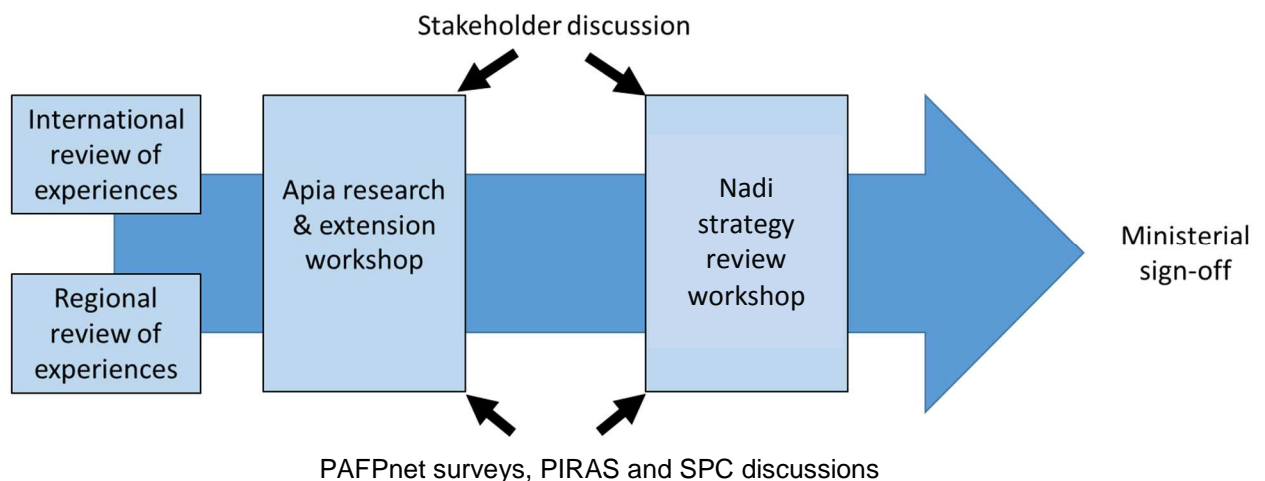 Stakeholder discussion
International
review of
experiences
Regional
review of
experiences
Apia research
& extension
workshop
Nadi
strategy
review
workshop
Ministerial
sign-off
PAFPnet surveys, PIRAS and SPC discussions